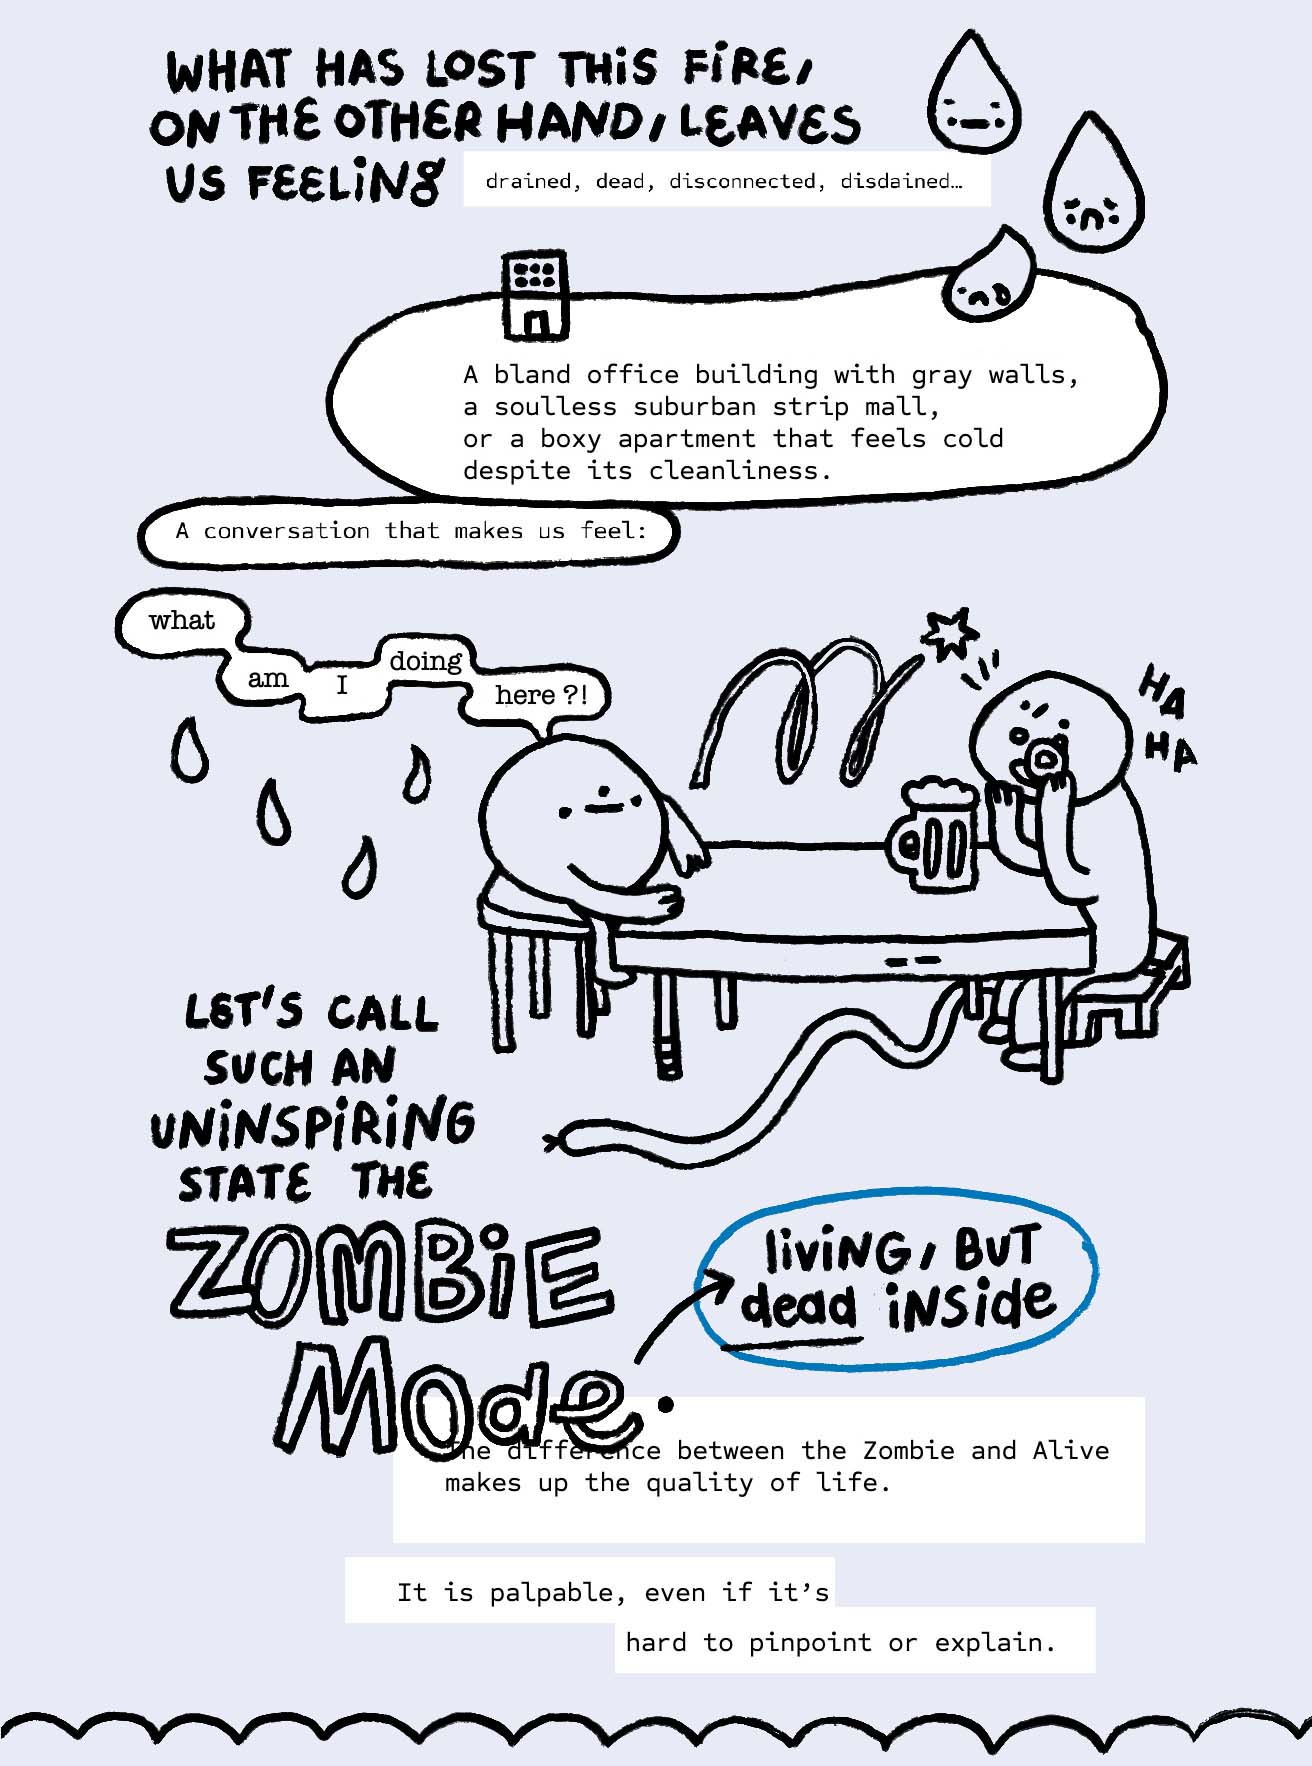 WHAT HAS LOST THiS FiRE,
ON THE OTHER HAND, LEAVES
US FEELiNg drained, dead, disconnected, disdained…
A bland office building with gray walls,
a soulless suburban strip mall,
or a boxy apartment that feels cold
despite its cleanliness.
A conversation that makes us feel:
what
am
I
doing
here ?!
HA
HA
LET'S CALL
SUCH AN
UNiNSPiRiNG
STATE THE
ZOMBiE
Mode.
liviNG, BUT
dead iNSide
The difference between the Zombie and Alive
makes up the quality of life.
It is palpable, even if it’s
hard to pinpoint or explain.